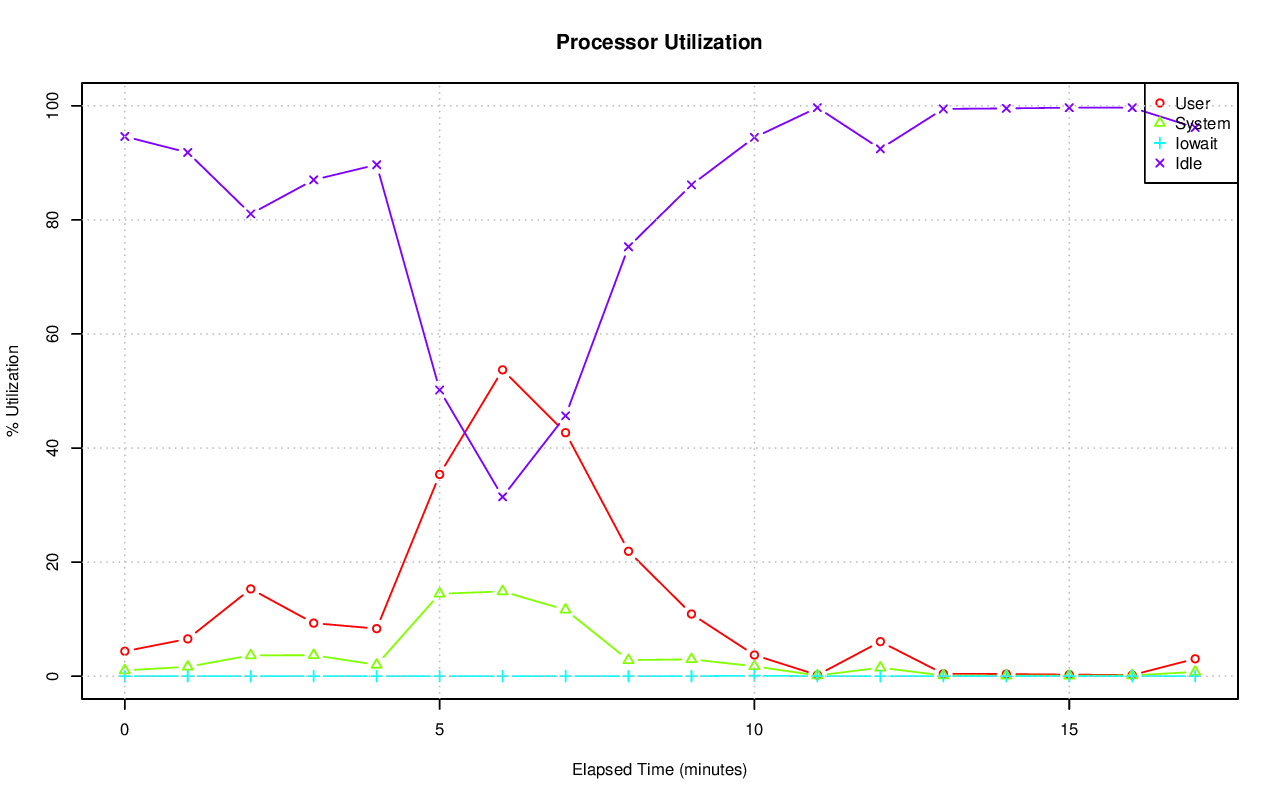 Processor Utilization
% Utilization
100
80
60
40
20
0
User
System
Iowait
Idle
0 5 10 15
Elapsed Time (minutes)